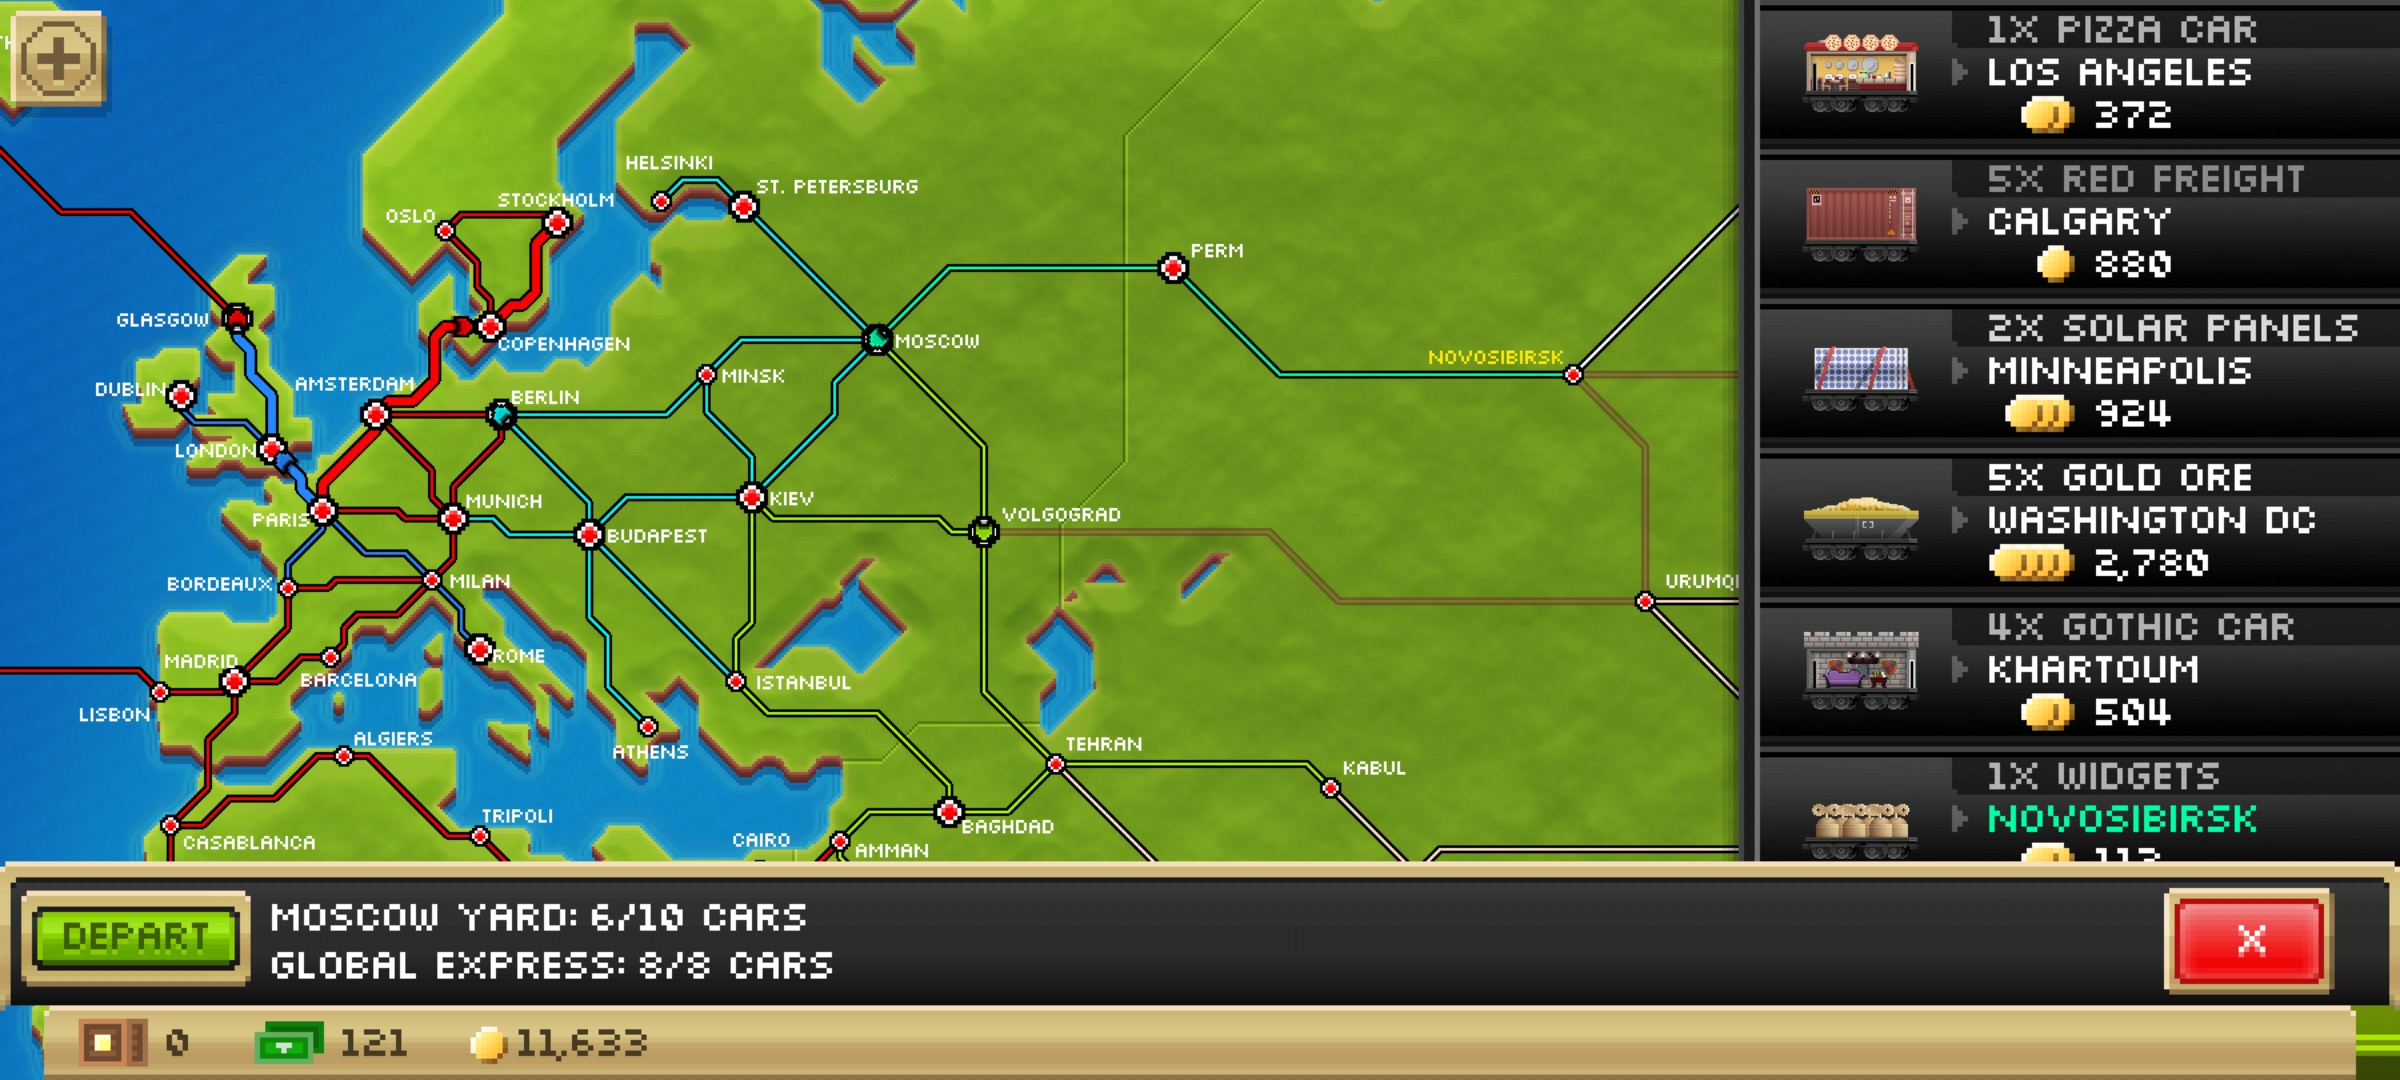 HELSINKI
ST. PETERSBURG
STOCKHOLM
OSLO
PERM
GLASGOW
COPENHAGEN
MOSCOW
NOVOSIBIRSK
MINSK
DUBLIN
AMSTERDAM
BERLIN
LONDON
MUNICH
KIEV
PARIS
BUDAPEST
VOLGOGRAD
BORDEAUX
MILAN
URUMQI
ROME
MADRID
BARCELONA
ISTANBUL
LISBON
ALGIERS
ATHENS
TEHRAN
KABUL
TRIPOLI
CASABLANCA
CAIRO
AMMAN
BAGHDAD
1X PIZZA CAR
LOS ANGELES
372
5X RED FREIGHT
CALGARY
880
2X SOLAR PANELS
MINNEAPOLIS
924
5X GOLD ORE
WASHINGTON DC
2,780
4X GOTHIC CAR
KHARTOUM
504
1X WIDGETS
NOVOSIBIRSK
DEPART
MOSCOW YARD: 6/10 CARS
GLOBAL EXPRESS: 8/8 CARS
X
0
121
11,633